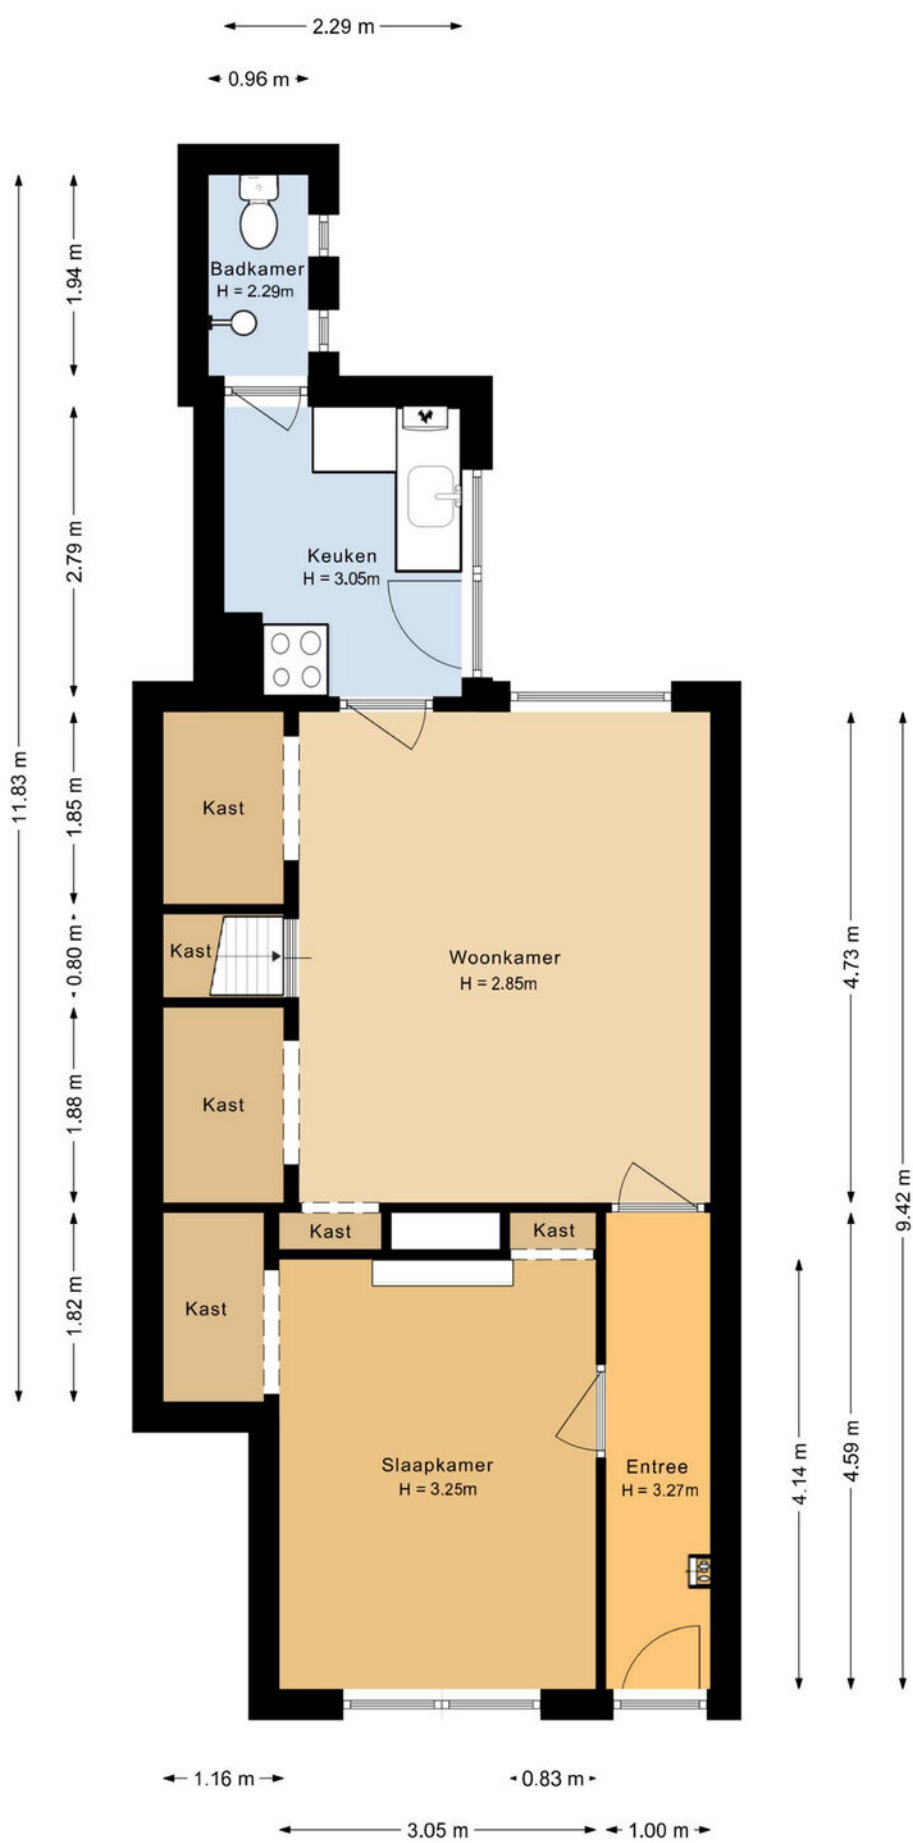 2.29 m
0.96 m
1.94 m
Badkamer
H = 2.29m
2.79 m
Keuken
H = 3.05m
11.83 m
1.85 m
Kast
0.80 m
Kast
Woonkamer
H = 2.85m
4.73 m
1.88 m
Kast
9.42 m
Kast
Kast
1.82 m
Kast
Slaapkamer
H = 3.25m
Entree
H = 3.27m
4.14 m
4.59 m
1.16 m
0.83 m
3.05 m
1.00 m